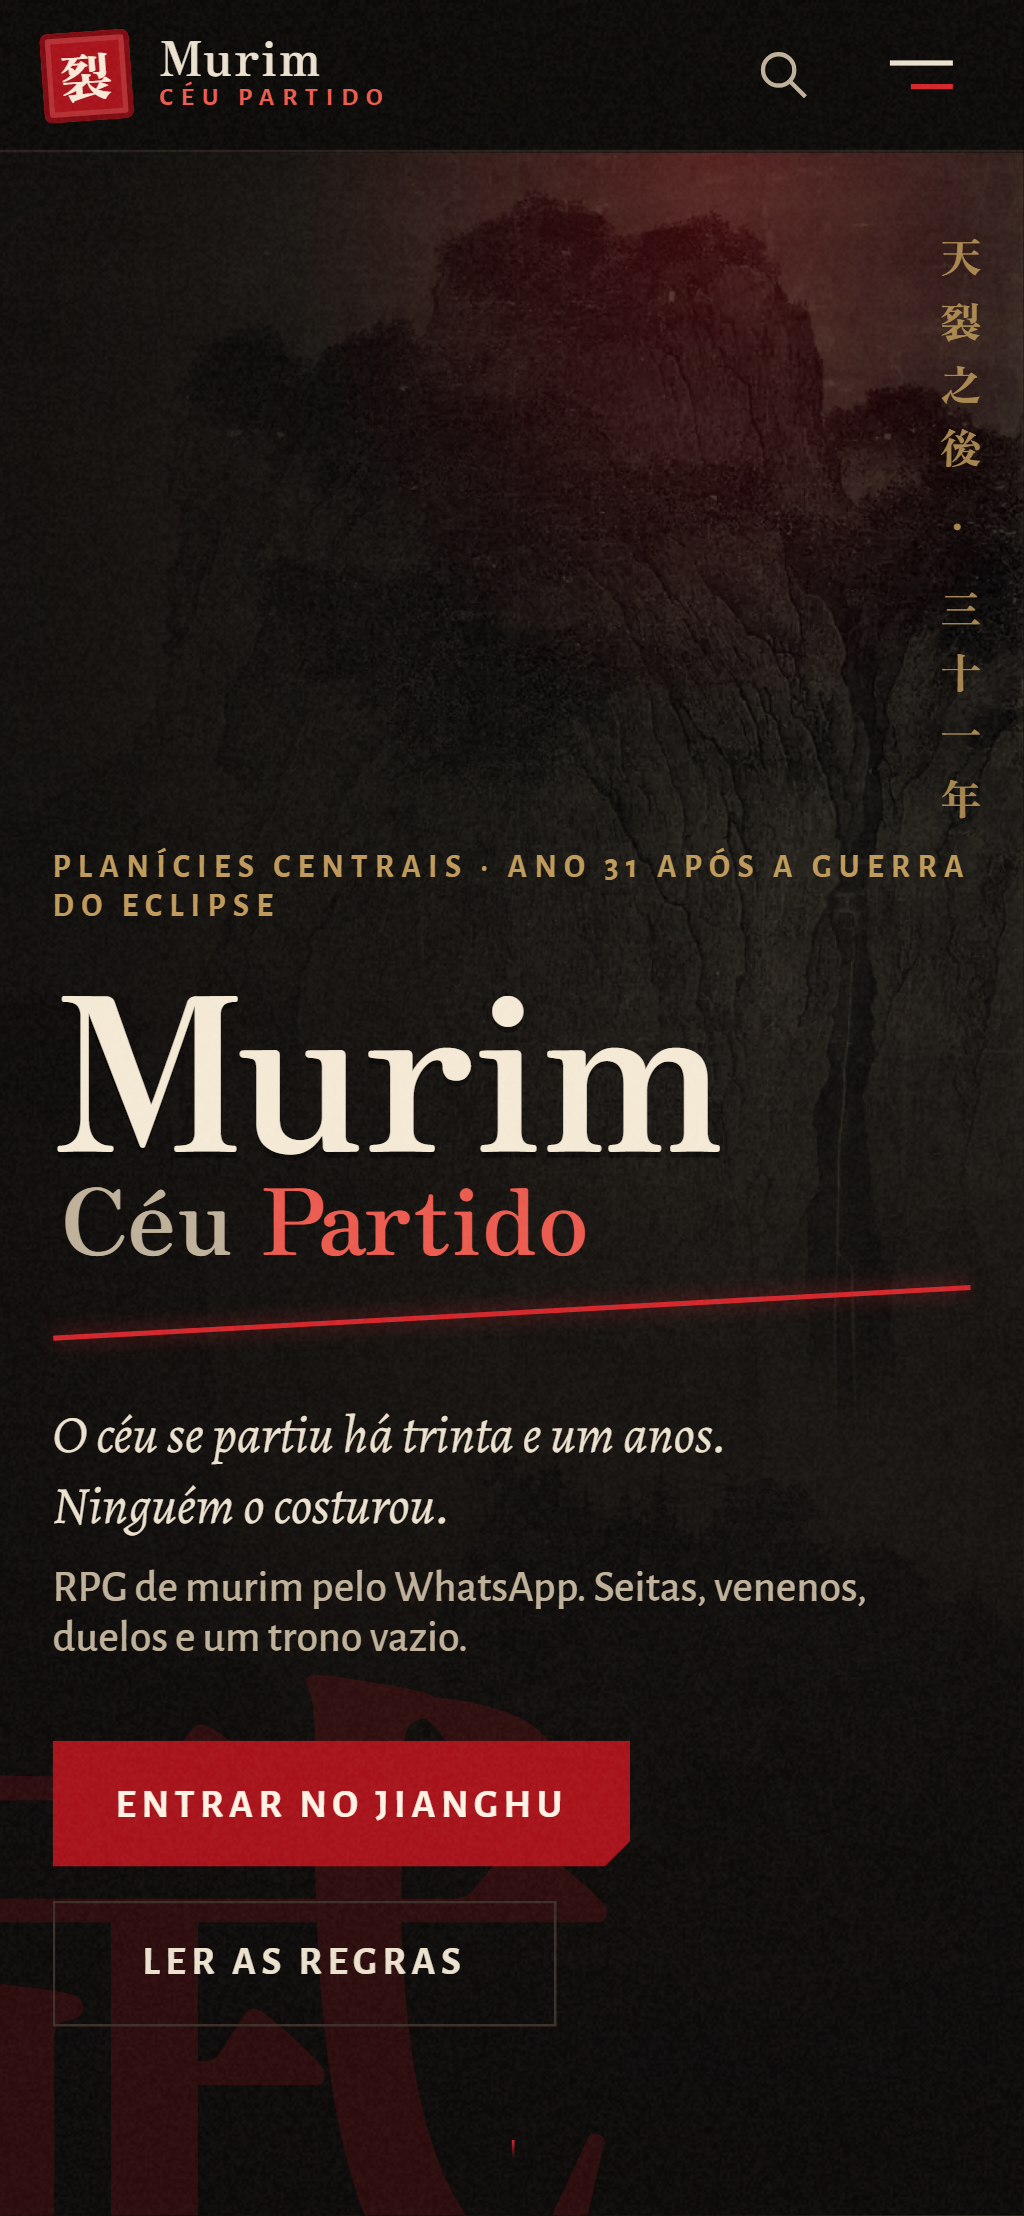 裂
Murim
CÉU PARTIDO
天裂之後 · 三十一年
PLANÍCIES CENTRAIS · ANO 31 APÓS A GUERRA
DO ECLIPSE
Murim
Céu Partido
O céu se partiu há trinta e um anos.
Ninguém o costurou.
RPG de murim pelo WhatsApp. Seitas, venenos,
duelos e um trono vazio.
ENTRAR NO JIANGHU
LER AS REGRAS
武